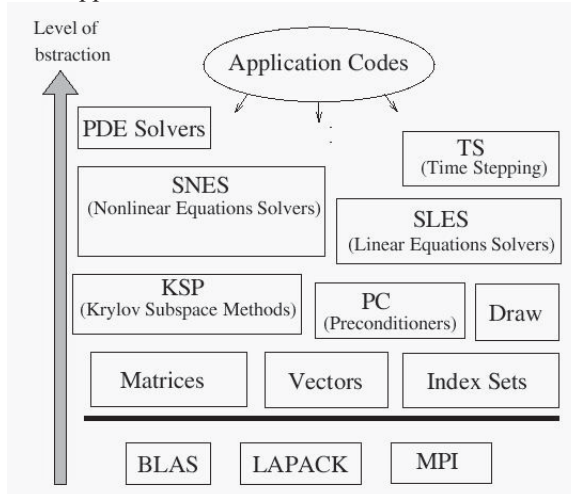 Level of
bstraction
Application Codes
PDE Solvers
TS
(Time Stepping)
SNES
(Nonlinear Equations Solvers)
SLES
(Linear Equations Solvers)
KSP
(Krylov Subspace Methods)
PC
(Preconditioners)
Draw
Matrices
Vectors
Index Sets
BLAS
LAPACK
MPI